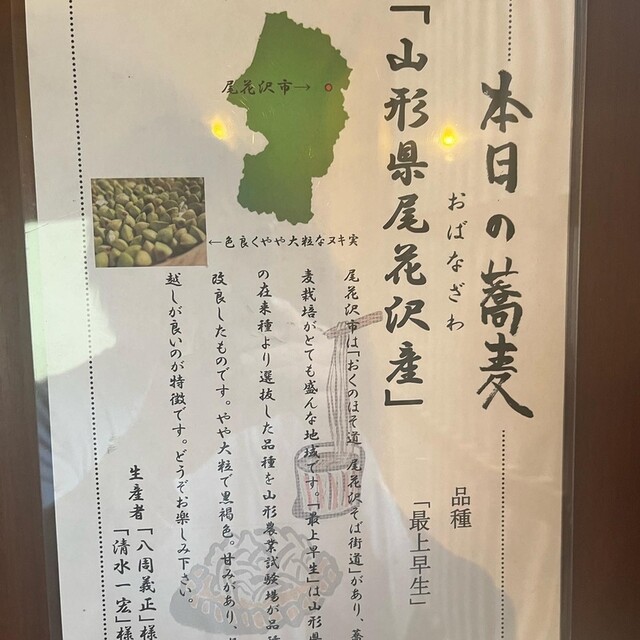 本日の蕎麦
おばなざわ
「山形県尾花沢産」
品種
「最上早生」
尾花沢市→
←色良くやや大粒なヌキ実
尾花沢市は「おくのほそ道 尾花沢そば街道」があり、蕎
麦栽培がとても盛んな地域です。「最上早生」は山形県
の在来種より選抜した品種を山形農業試験場が品種
改良したものです。やや大粒で黒褐色。甘みがあり、
越しが良いのが特徴です。どうぞお楽しみ下さい。
生産者「八周義正」様
「清水一宏」様